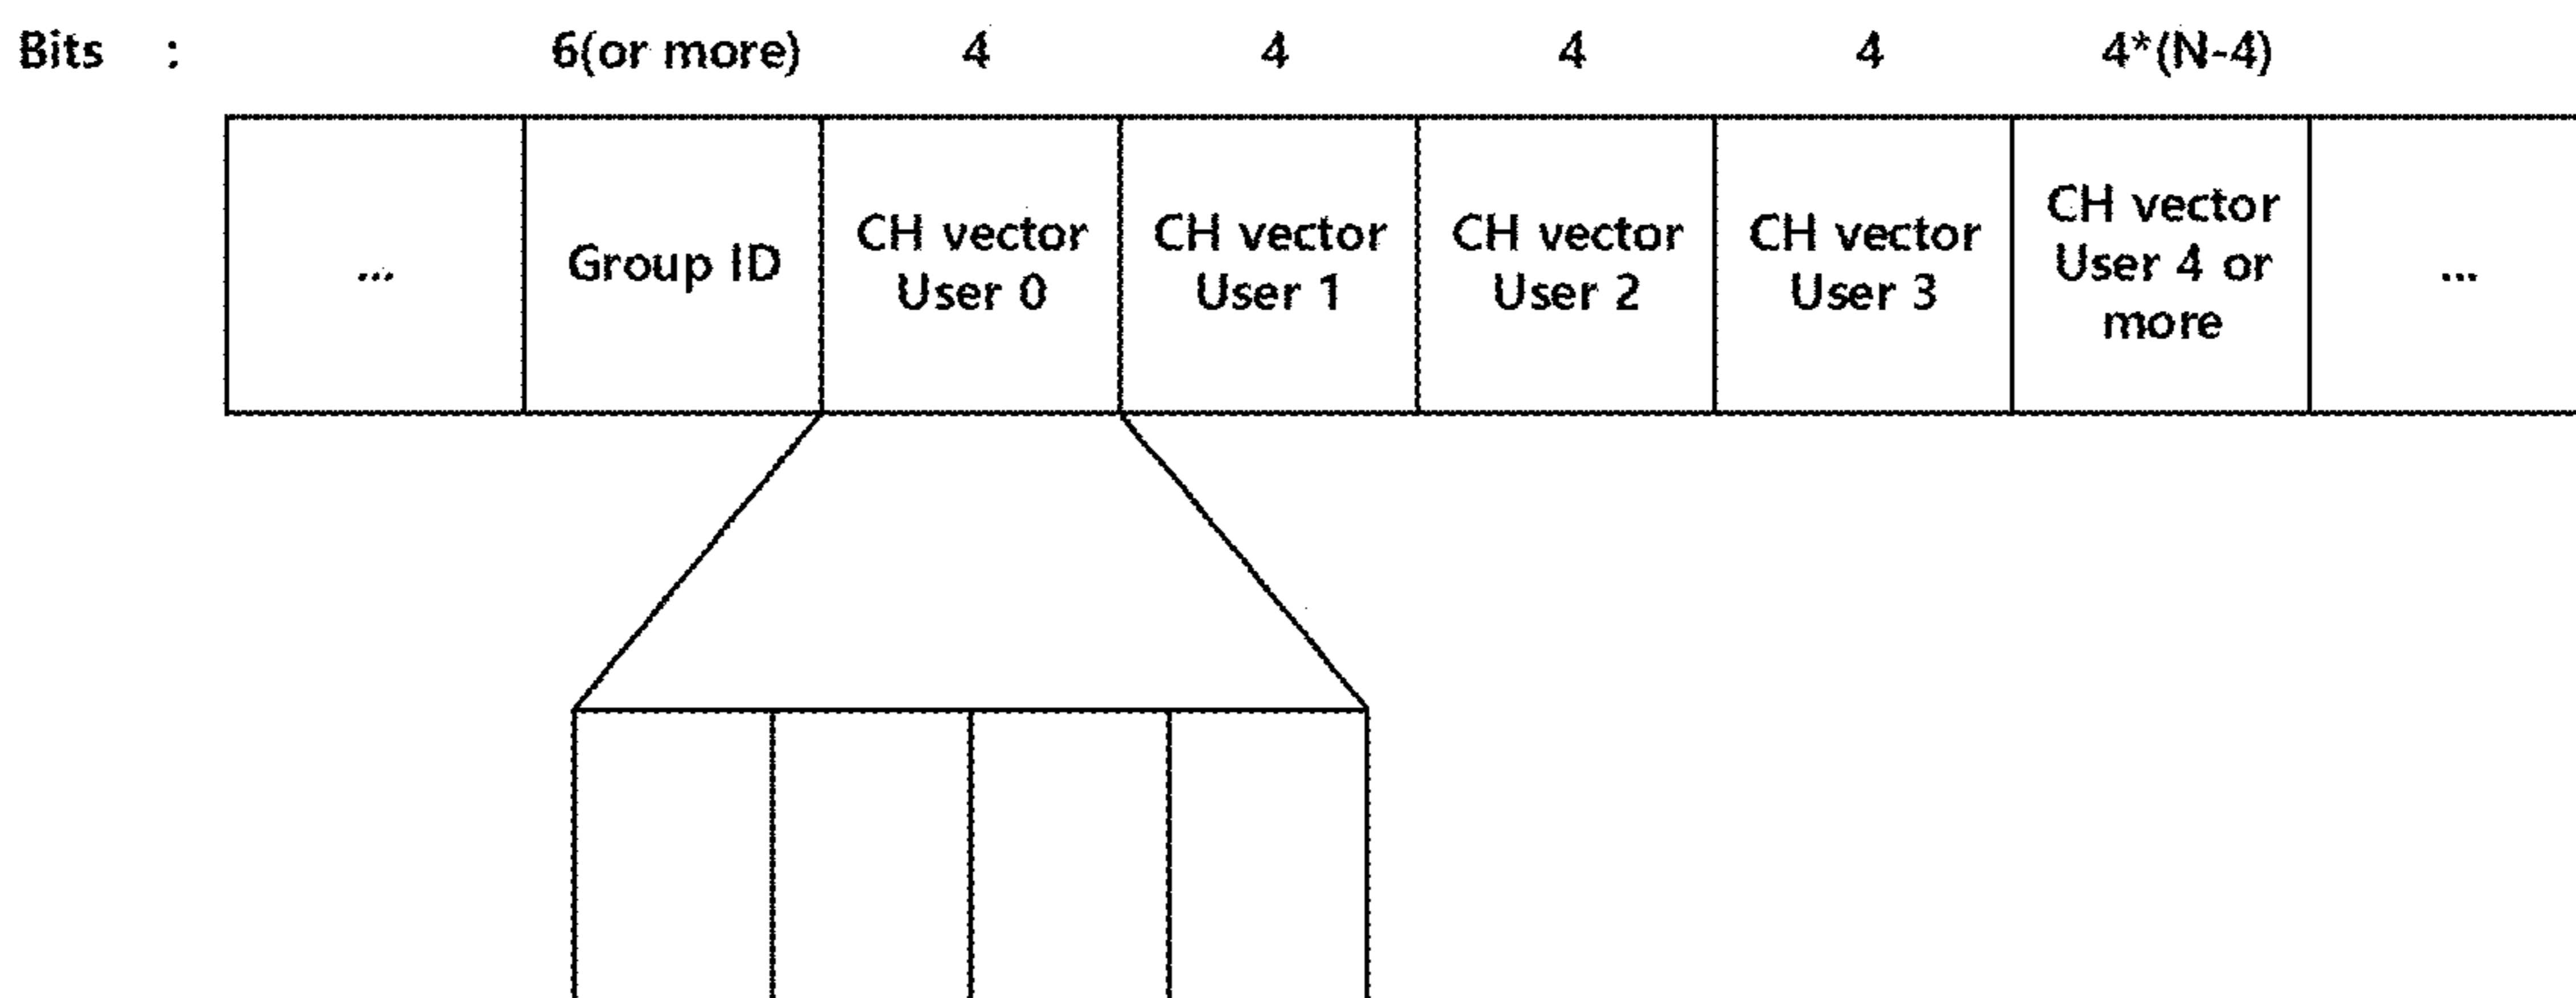 Bits : 6(or more) 4 4 4 4 4*(N-4)
... Group ID CH vector User 0 CH vector User 1 CH vector User 2 CH vector User 3 CH vector User 4 or more ...